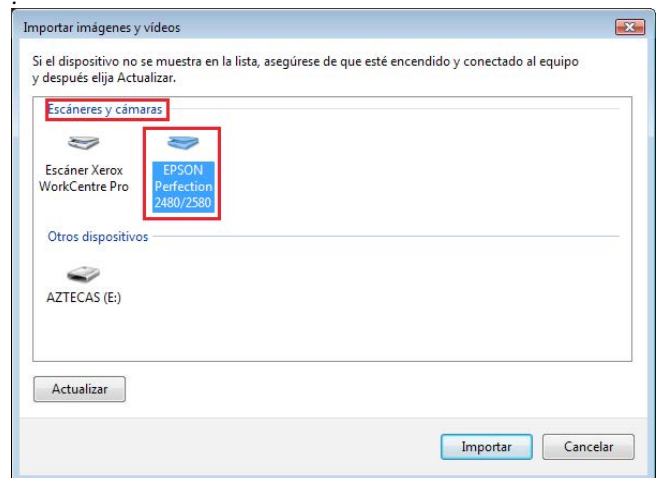 :
Importar imágenes y vídeos
Si el dispositivo no se muestra en la lista, asegúrese de que esté encendido y conectado al equipo
y después elija Actualizar.
Escáneres y cámaras
Escáner Xerox
WorkCentre Pro
EPSON
Perfection
2480/2580
Otros dispositivos
AZTECAS (E:)
Actualizar
Importar
Cancelar